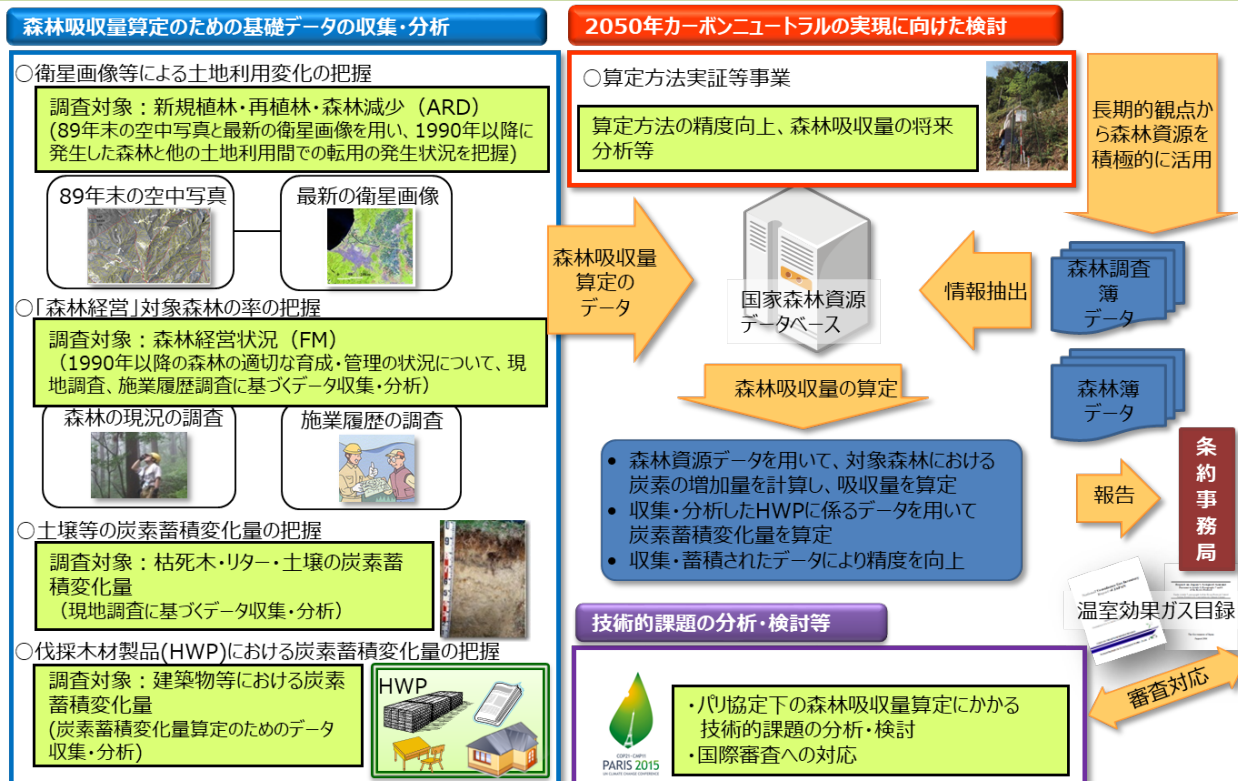 森林吸収量算定のための基礎データの収集・分析
○衛星画像等による土地利用変化の把握
調査対象：新規植林・再植林・森林減少（ARD）
(89年末の空中写真と最新の衛星画像を用い、1990年以降に
発生した森林と他の土地利用間での転用の発生状況を把握)
89年末の空中写真
最新の衛星画像
○「森林経営」対象森林の率の把握
調査対象：森林経営状況（FM）
（1990年以降の森林の適切な育成・管理の状況について、現
地調査、施業履歴調査に基づくデータ収集・分析）
森林の現況の調査
施業履歴の調査
○土壌等の炭素蓄積変化量の把握
調査対象：枯死木・リター・土壌の炭素蓄
積変化量
（現地調査に基づくデータ収集・分析）
○伐採木材製品(HWP)における炭素蓄積変化量の把握
調査対象：建築物等における炭素
蓄積変化量
(炭素蓄積変化量算定のためのデータ
収集・分析)
HWP
2050年カーボンニュートラルの実現に向けた検討
○算定方法実証等事業
算定方法の精度向上、森林吸収量の将来
分析等
長期的観点か
ら森林資源を
積極的に活用
森林吸収量
算定の
データ
国家森林資源
データベース
情報抽出
森林調査
簿
データ
森林簿
データ
森林吸収量の算定
• 森林資源データを用いて、対象森林における
炭素の増加量を計算し、吸収量を算定
• 収集・分析したHWPに係るデータを用いて
炭素蓄積変化量を算定
• 収集・蓄積されたデータにより精度を向上
報告
条約事務局
温室効果ガス目録
審査対応
技術的課題の分析・検討等
COP21・CMP11
PARIS 2015
UN CLIMATE CHANGE CONFERENCE
・パリ協定下の森林吸収量算定にかかる
技術的課題の分析・検討
・国際審査への対応